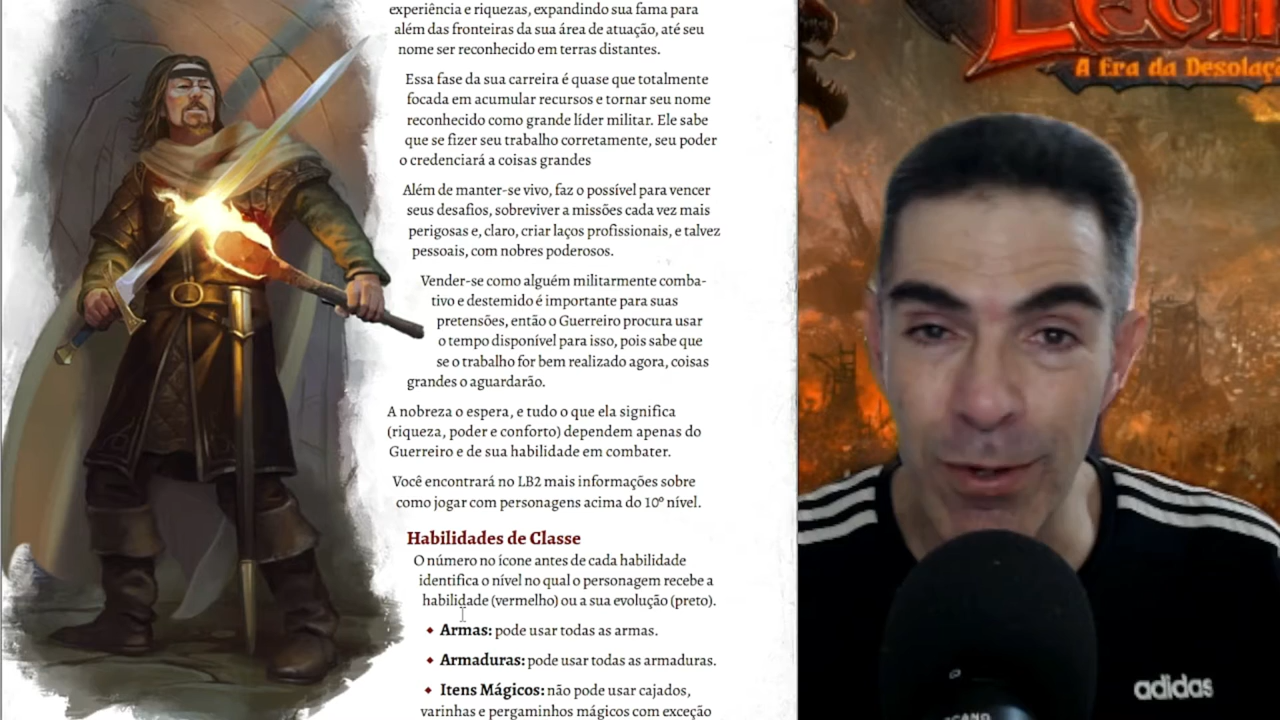 experiência e riquezas, expandindo sua fama para
além das fronteiras da sua área de atuação, até seu
nome ser reconhecido em terras distantes.
Essa fase da sua carreira é quase que totalmente
focada em acumular recursos e tornar seu nome
reconhecido como grande líder militar. Ele sabe
que se fizer seu trabalho corretamente, seu poder
o credenciará a coisas grandes
Além de manter-se vivo, faz o possível para vencer
seus desafios, sobreviver a missões cada vez mais
perigosas e, claro, criar laços profissionais, e talvez
pessoais, com nobres poderosos.
Vender-se como alguém militarmente comba-
tivo e destemido é importante para suas
pretensões, então o Guerreiro procura usar
o tempo disponível para isso, pois sabe que
se o trabalho for bem realizado agora, coisas
grandes o aguardarão.
A nobreza o espera, e tudo o que ela significa
(riqueza, poder e conforto) dependem apenas do
Guerreiro e de sua habilidade em combater.
Você encontrará no LB2 mais informações sobre
como jogar com personagens acima do 10º nível.
Habilidades de Classe
O número no ícone antes de cada habilidade
identifica o nível no qual o personagem recebe a
habilidade (vermelho) ou a sua evolução (preto).
Armas: pode usar todas as armas.
Armaduras: pode usar todas as armaduras.
Itens Mágicos: não pode usar cajados,
varinhas e pergaminhos mágicos com exceção
A Era da Desolaç
adidas